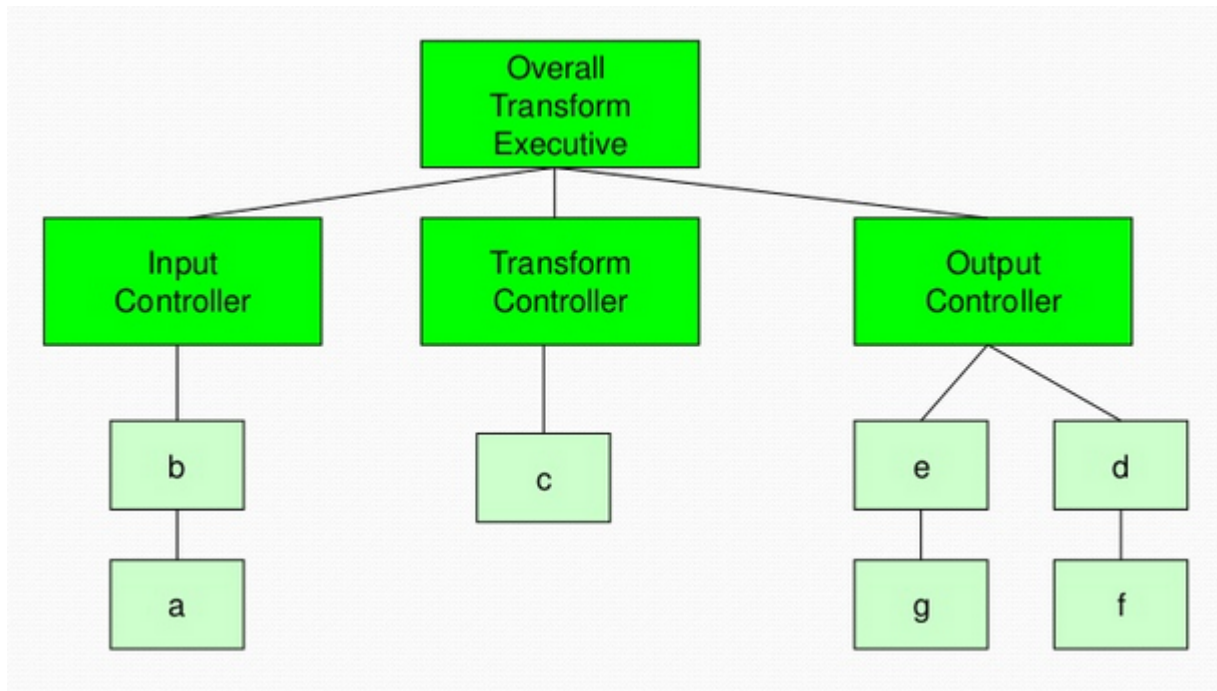 Overall
Transform
Executive
Input
Controller
Transform
Controller
Output
Controller
b
c
e
d
a
g
f